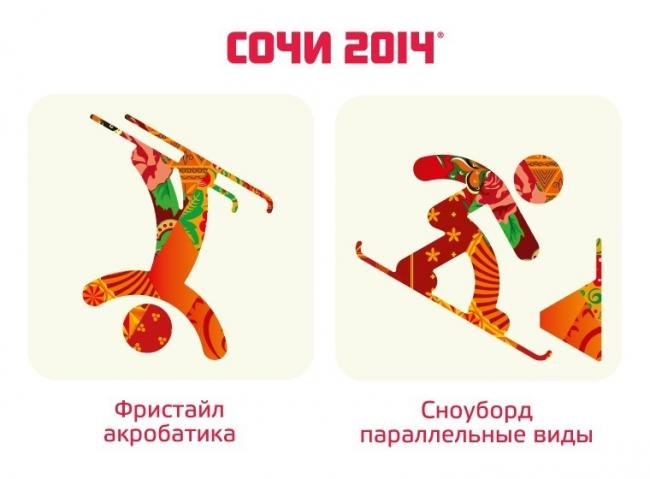 СОЧИ 2014®
Фристайл
акробатика
Сноуборд
параллельные виды